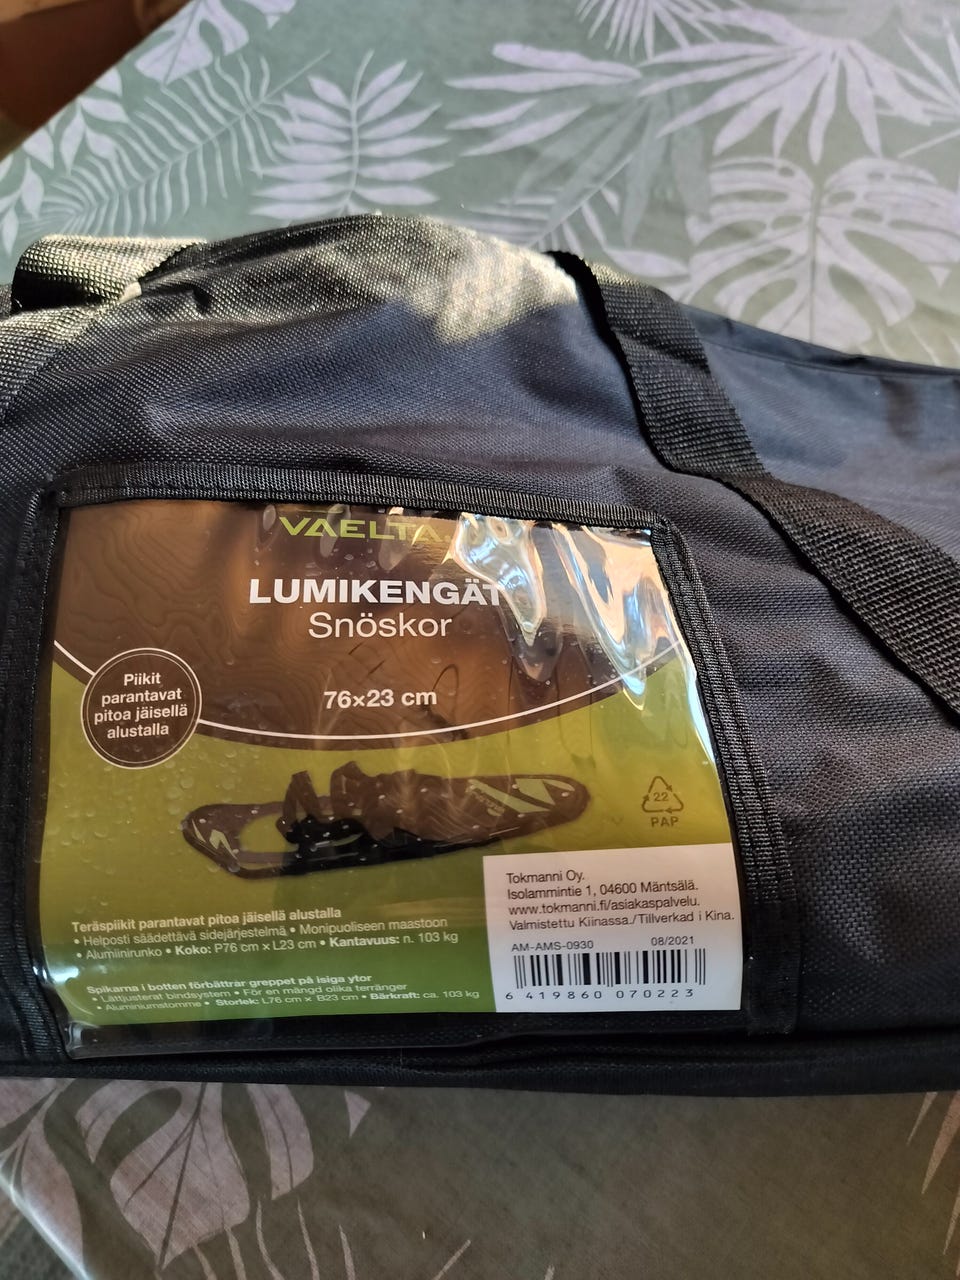 VAELTA
LUMIKENGÄT
Snöskor
76×23 cm
Piikit
parantavat
pitoa jäisellä
alustalla
22
PAP
Teräspiikit parantavat pitoa jäisellä alustalla
• Helposti säädettävä sidejärjestelmä • Monipuoliseen maastoon
• Alumiinirunko • Koko: P76 cm x L23 cm • Kantavuus: n. 103 kg
Spikarna i botten förbättrar greppet på isiga ytor
• Lättjusterat bindsystem • För en mängd olika terränger
• Aluminiumstomme • Storlek: L76 cm x B23 cm • Bärkraft: ca. 103 kg
Tokmanni Oy.
Isolammintie 1, 04600 Mäntsälä.
www.tokmanni.fi/asiakaspalvelu.
Valmistettu Kiinassa./Tillverkad i Kina.
AM-AMS-0930 08/2021
6 419860 070223